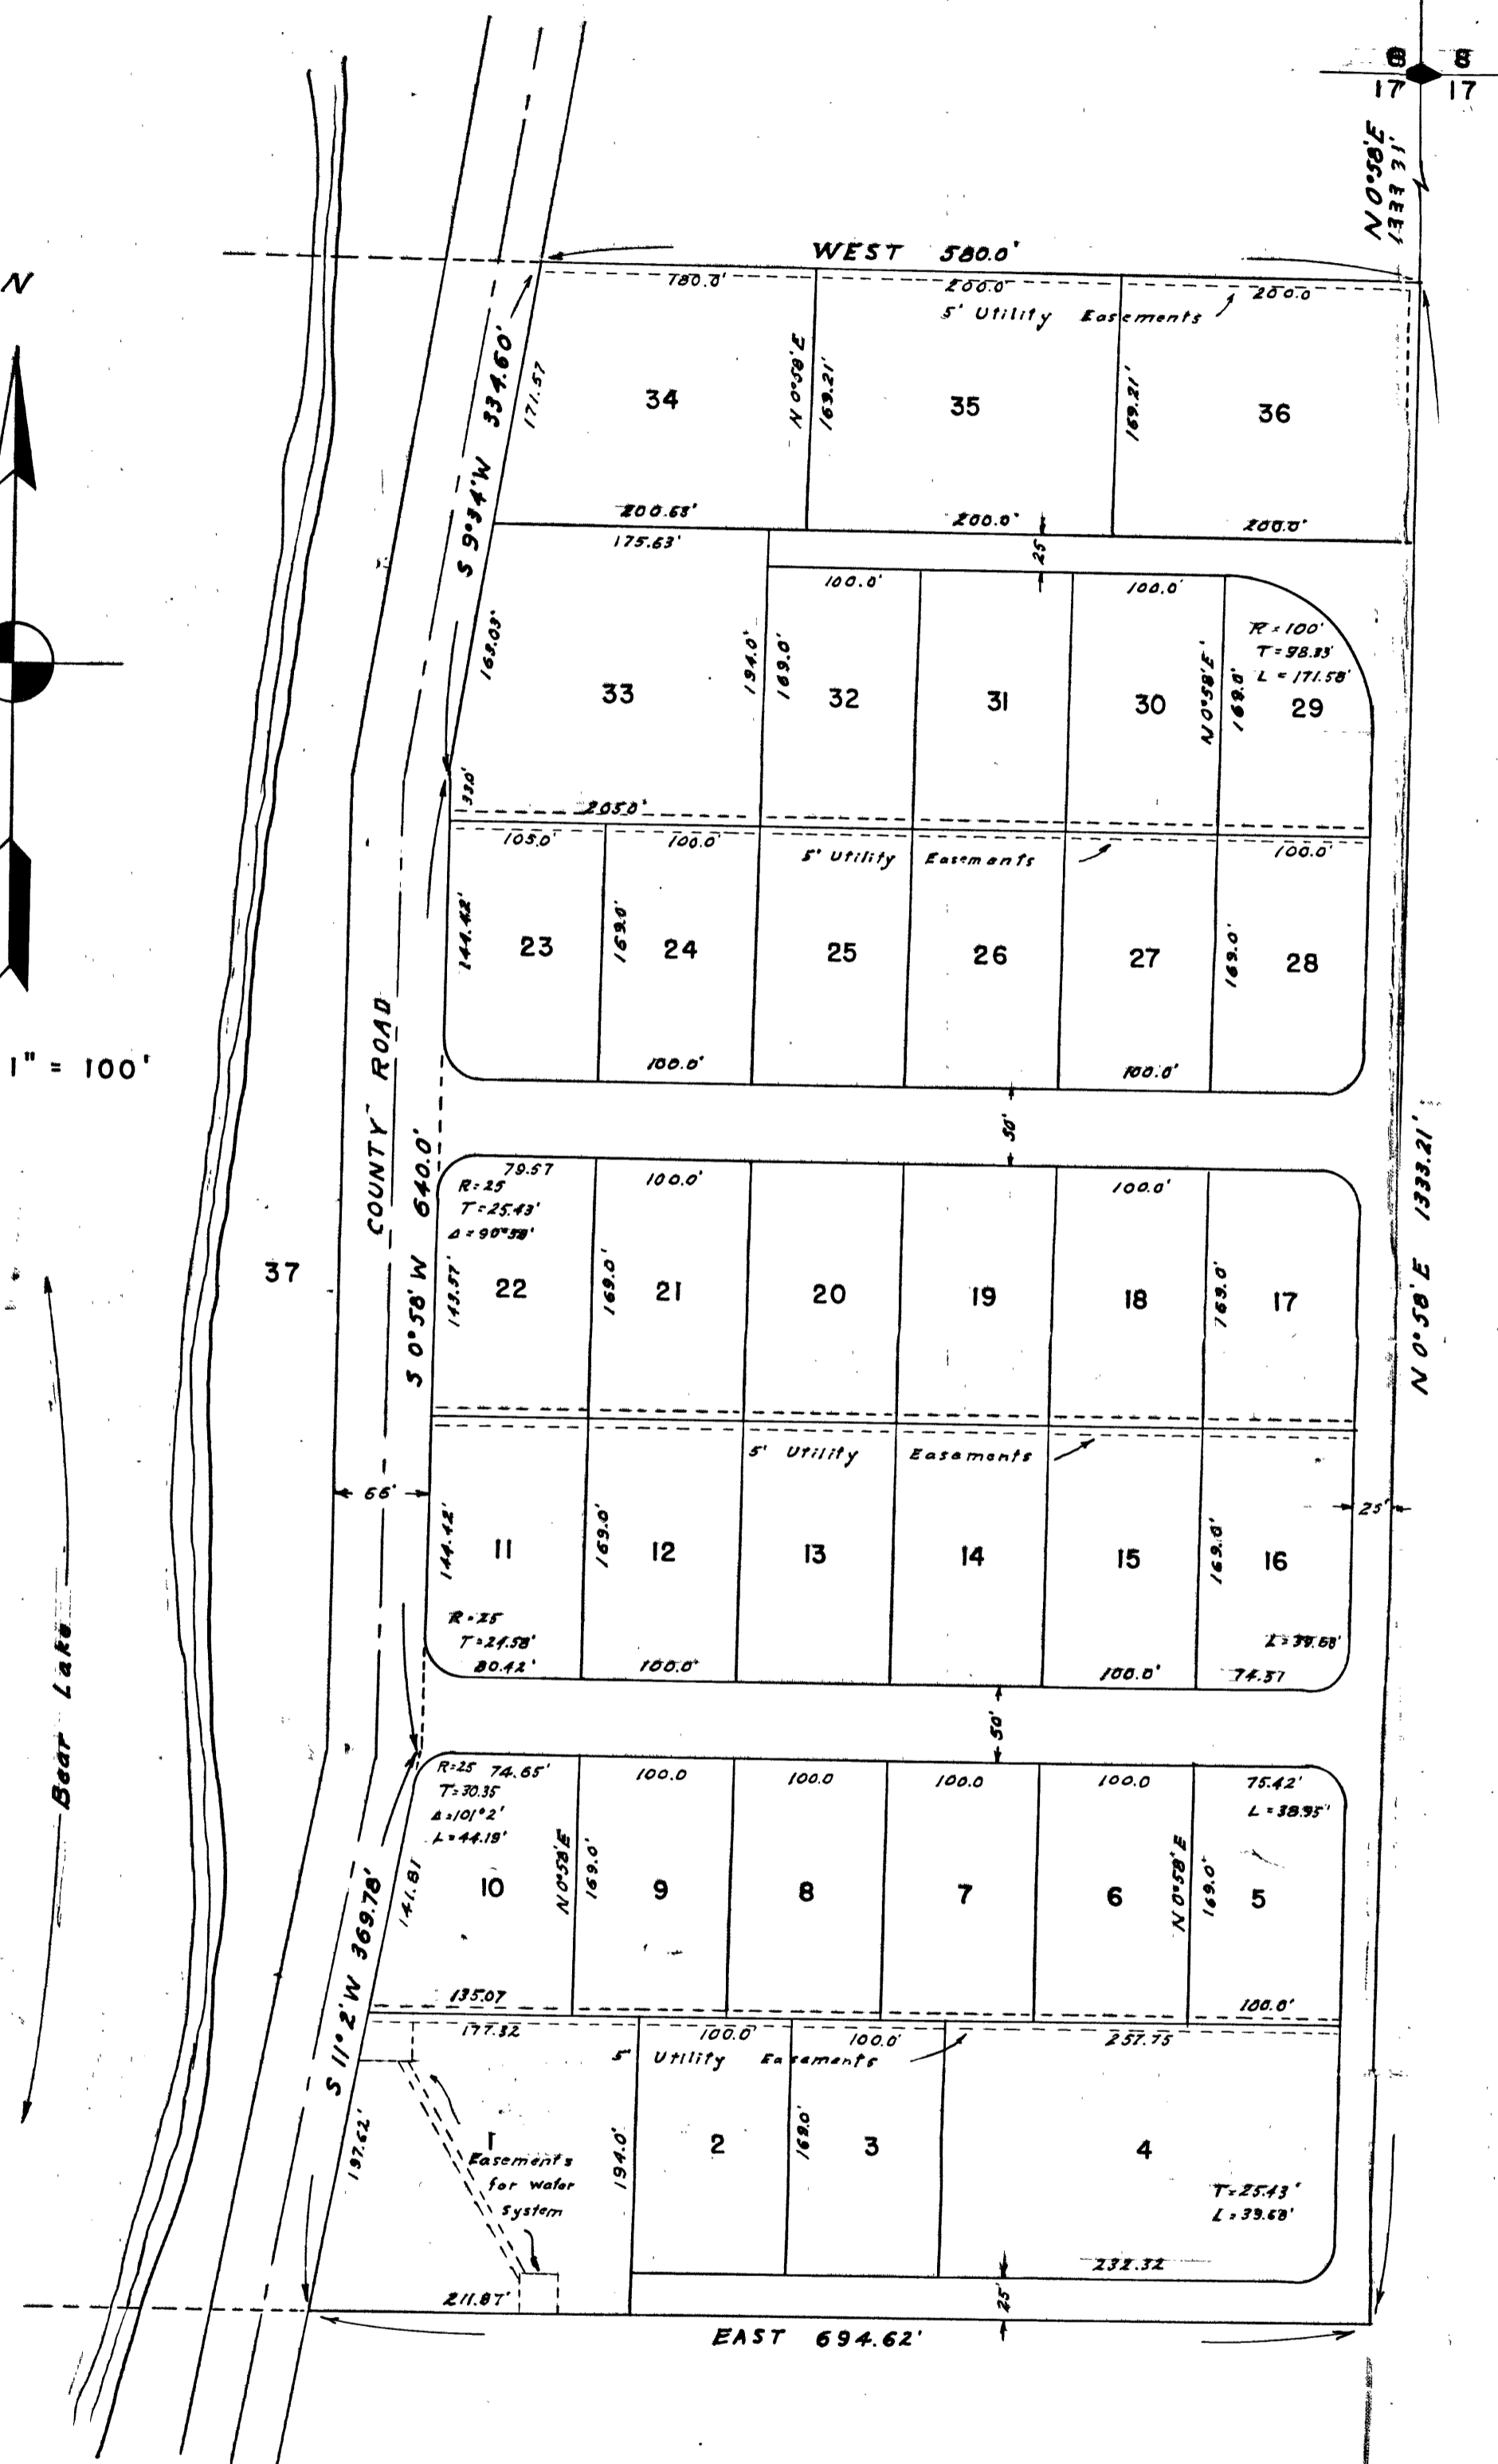 8 8
17 17
N 0°58' E
WEST 580.0'
N
180.0' 200.0' 200.0
5' Utility Easements
S 9°34' W 334.60'
171.57
34
N 0°58' E
169.21'
35
169.21'
36
200.63' 200.0' 200.0'
175.63'
25
100.0' 100.0'
R = 100'
L = 171.58'
163.03'
33
194.0'
169.0'
32
31
30
N 0°58' E
169.0'
29
33.0'
205.0'
105.0' 100.0' 100.0'
5' Utility Easements
144.42'
23
169.0'
24
25
26
27
169.0'
28
1" = 100'
100.0' 100.0'
50'
COUNTY ROAD
S 0°58' W 640.0'
79.57 100.0' 100.0'
R = 25
T = 25.43'
Δ = 90°58'
37
143.57'
22
169.0'
21
20
19
18
169.0'
17
N 0°58' E 1333.21'
5' Utility Easements
66'
25'
144.42'
11
169.0'
12
13
14
15
169.0'
16
R = 25
T = 24.58'
80.42' 100.0' 100.0' 74.57
Bear Lake
50'
R = 25 74.65' 100.0 100.0 100.0 100.0 75.42'
T = 30.35
Δ = 101°2'
L = 44.19'
L = 38.95'
141.81
10
N 0°58' E
169.0'
9
8
7
6
N 0°58' E
169.0'
5
S 11°2' W 369.78'
135.07 100.0'
177.32 100.0' 100.0' 257.75
5' Utility Easements
197.62'
1
Easements
for water
system
194.0'
2
169.0'
3
4
T = 25.43'
L = 39.68'
232.32
211.87'
25'
EAST 694.62'